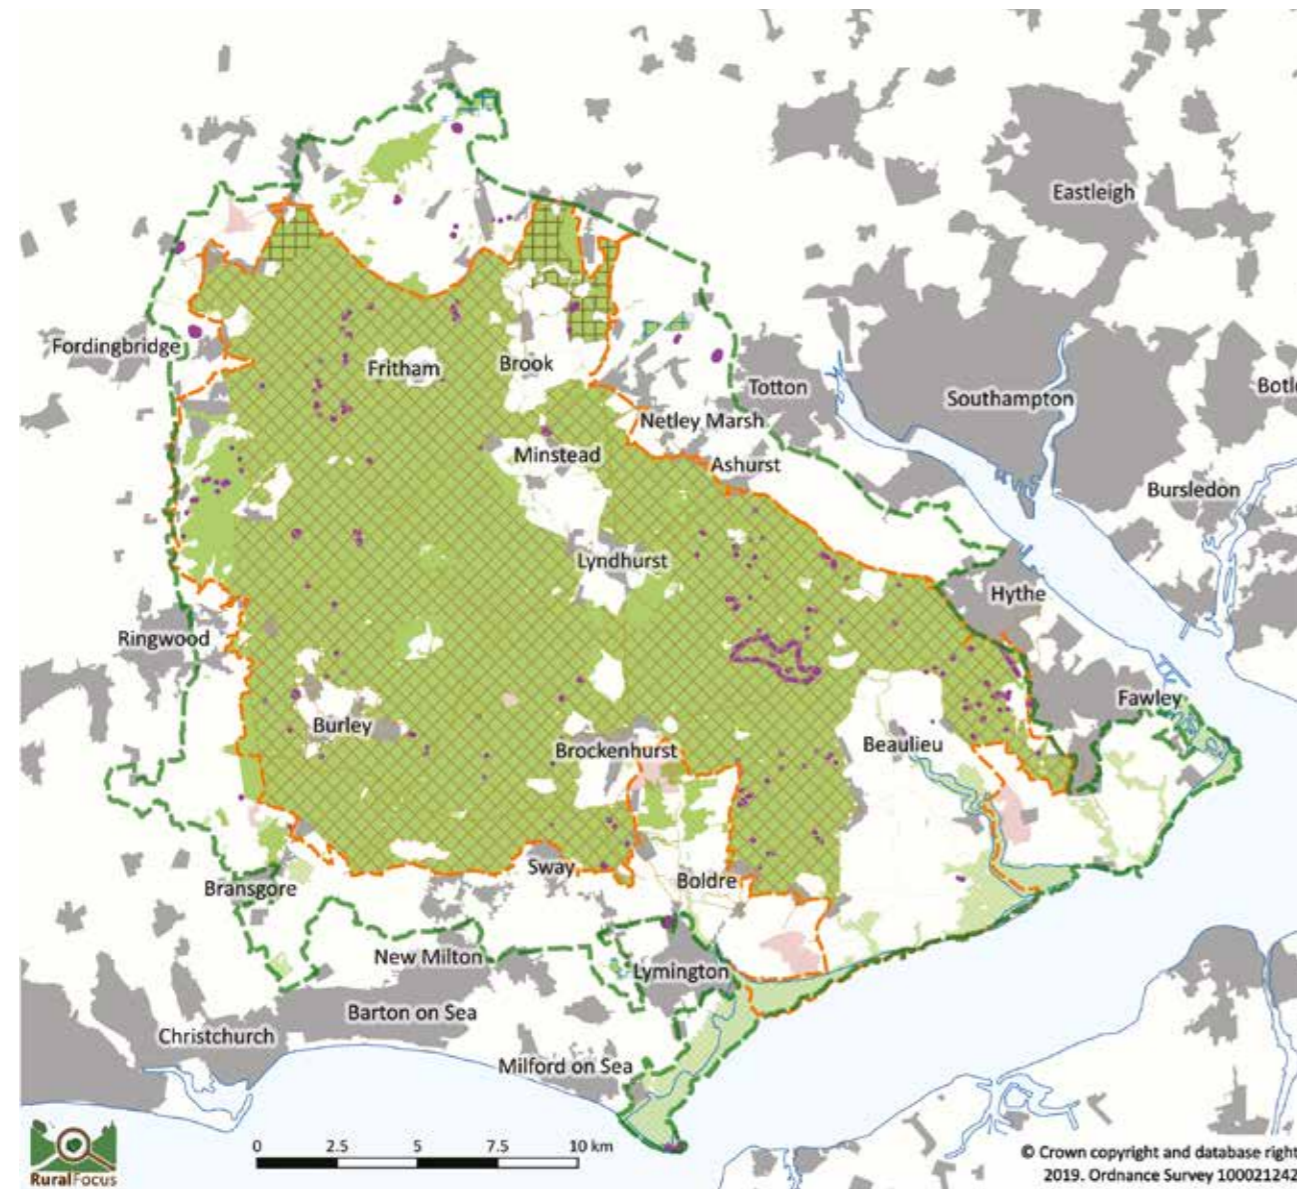 Eastleigh
Fordingbridge
Fritham
Brook
Totton
Southampton
Botl
Netley Marsh
Minstead
Ashurst
Bursledon
Lyndhurst
Hythe
Ringwood
Fawley
Burley
Brockenhurst
Beaulieu
Sway
Boldre
Bransgore
New Milton
Lymington
Barton on Sea
Christchurch
Milford on Sea
RuralFocus
0 2.5 5 7.5 10 km
© Crown copyright and database right
2019. Ordnance Survey 100021242